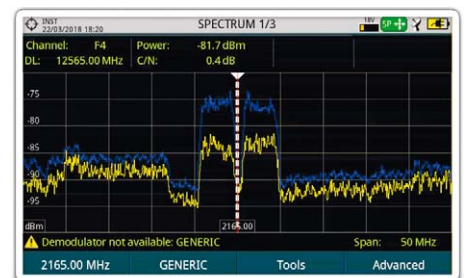 INST
22/03/2018 18:20
SPECTRUM 1/3
18V
SP
Channel: F4 Power: -81.7 dBm
DL: 12565.00 MHz C/N: 0.4 dB
-75
-80
-85
-90
-95
dBm
2165.00
Demodulator not available: GENERIC
Span: 50 MHz
2165.00 MHz GENERIC Tools Advanced